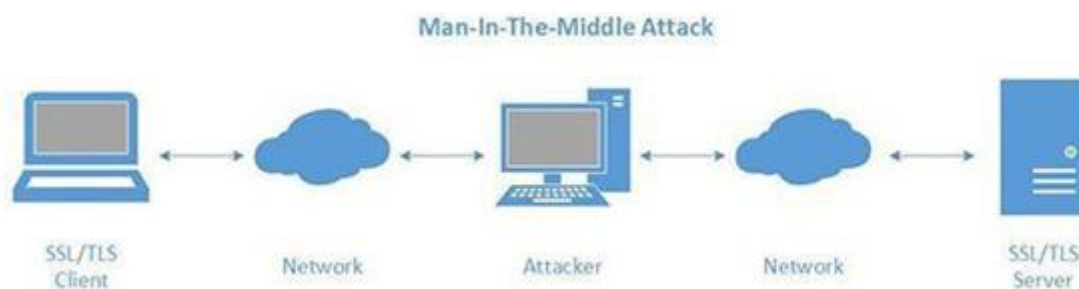 Man-In-The-Middle Attack
SSL/TLS
Client
Network
Attacker
Network
SSL/TLS
Server